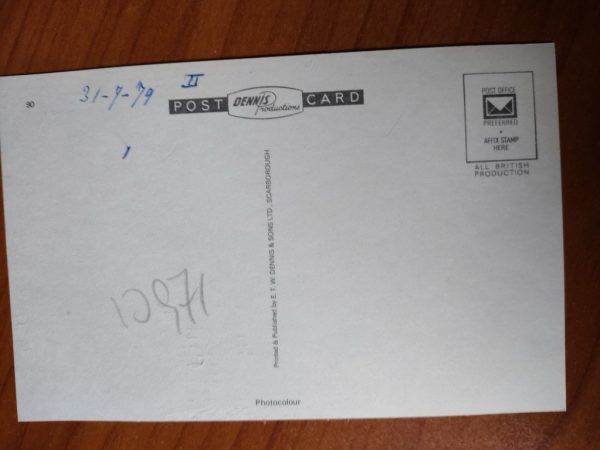 90
31-7-79
II
POST DENNIS Productions CARD
POST OFFICE
PREFERRED
AFFIX STAMP
HERE
ALL BRITISH
PRODUCTION
Printed & Published by E. T. W. DENNIS & SONS LTD., SCARBOROUGH
Photocolour